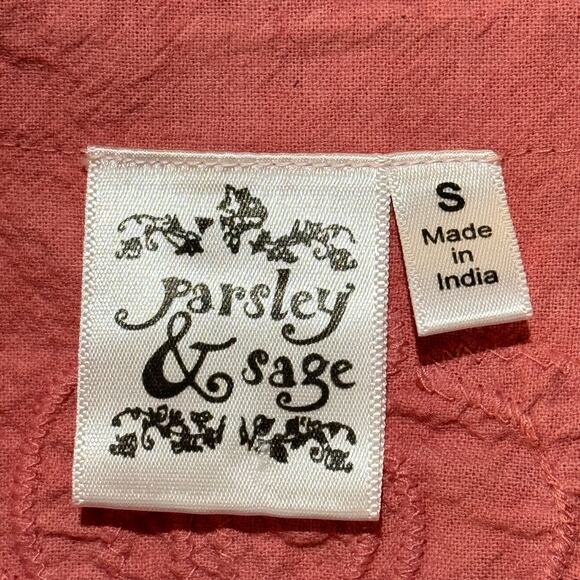 parsley
& sage
S
Made
in
India